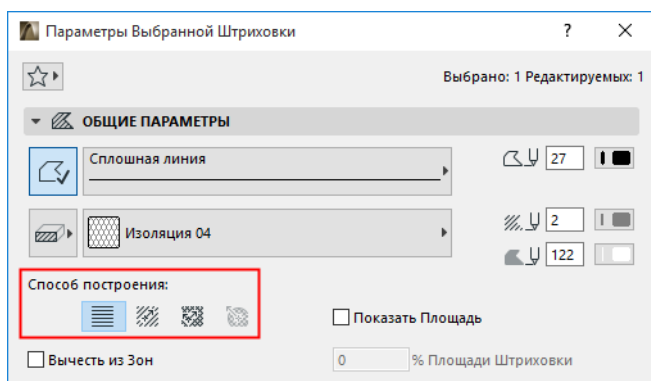 Параметры Выбранной Штриховки ?
Выбрано: 1 Редактируемых: 1
ОБЩИЕ ПАРАМЕТРЫ
Сплошная линия 27
Изоляция 04 2
122
Способ построения:
Показать Площадь
Вычесть из Зон 0 % Площади Штриховки